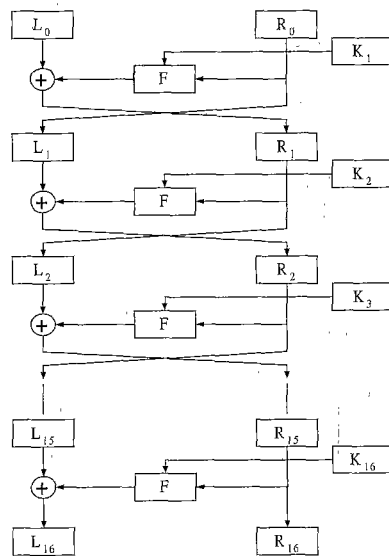 L₀ R₀
K₁
F
+
L₁ R₁
K₂
F
+
L₂ R₂
K₃
F
+
L₁₅ R₁₅
K₁₆
F
+
L₁₆ R₁₆